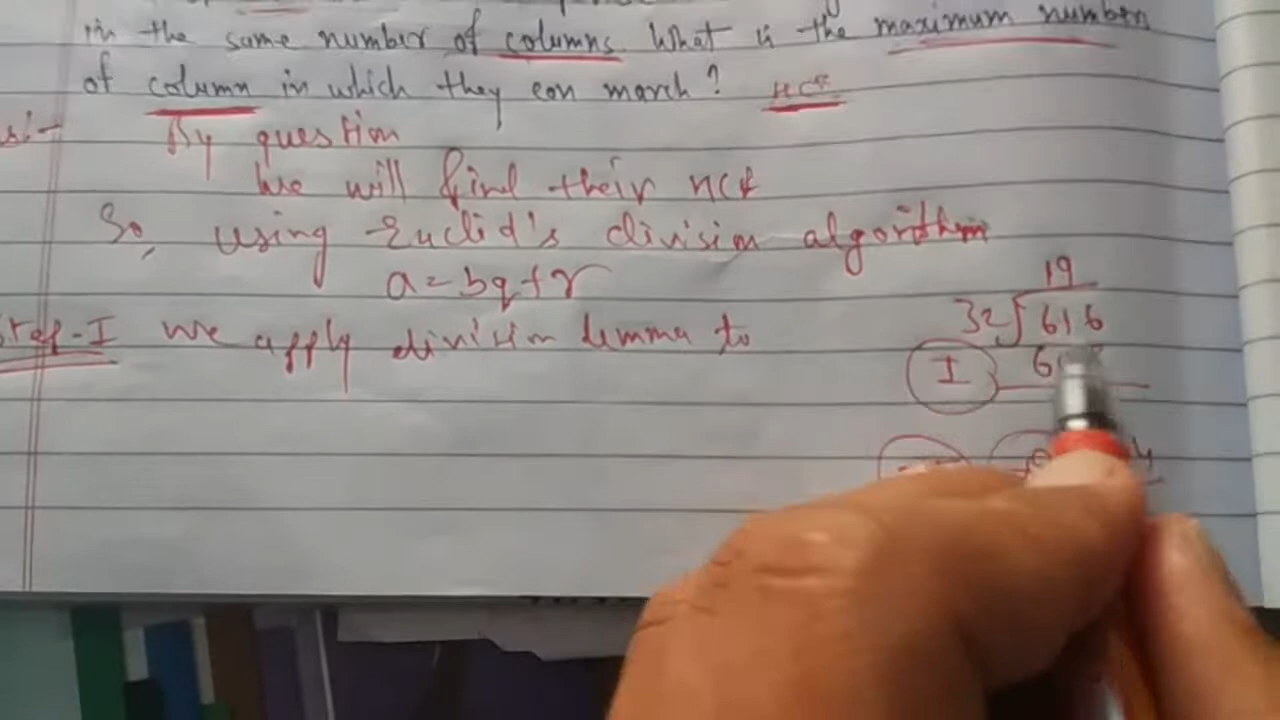 in the same number of columns What is the maximum number
of column in which they can march? HCF
By question
We will find their HCF
So, using Euclid's division algorithm
a = bq + r
Step-I We apply division lemma to
19
32 616
I